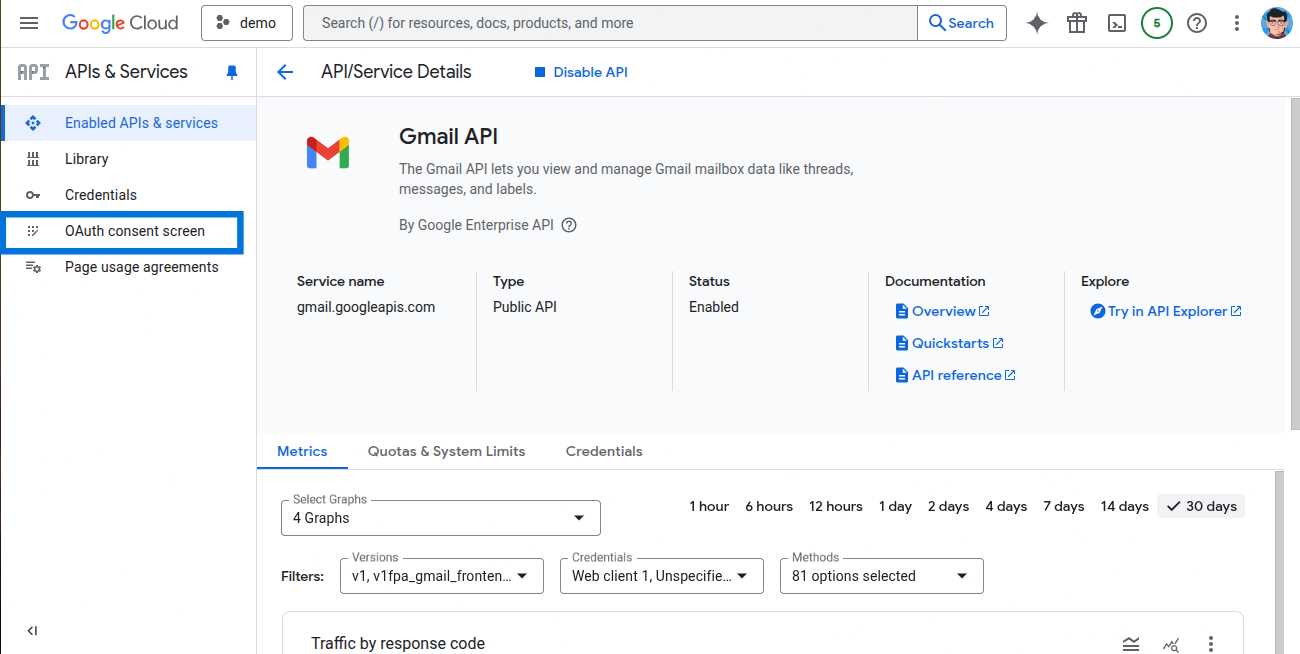 Google Cloud
demo
Search (/) for resources, docs, products, and more
Search
5
API
APIs & Services
API/Service Details
Disable API
Enabled APIs & services
Library
Credentials
OAuth consent screen
Page usage agreements
Gmail API
The Gmail API lets you view and manage Gmail mailbox data like threads,
messages, and labels.
By Google Enterprise API
Service name
gmail.googleapis.com
Type
Public API
Status
Enabled
Documentation
Overview
Quickstarts
API reference
Explore
Try in API Explorer
Metrics
Quotas & System Limits
Credentials
Select Graphs
4 Graphs
1 hour
6 hours
12 hours
1 day
2 days
4 days
7 days
14 days
30 days
Filters:
Versions
v1, v1fpa_gmail_fronten...
Credentials
Web client 1, Unspecifie...
Methods
81 options selected
Traffic by response code